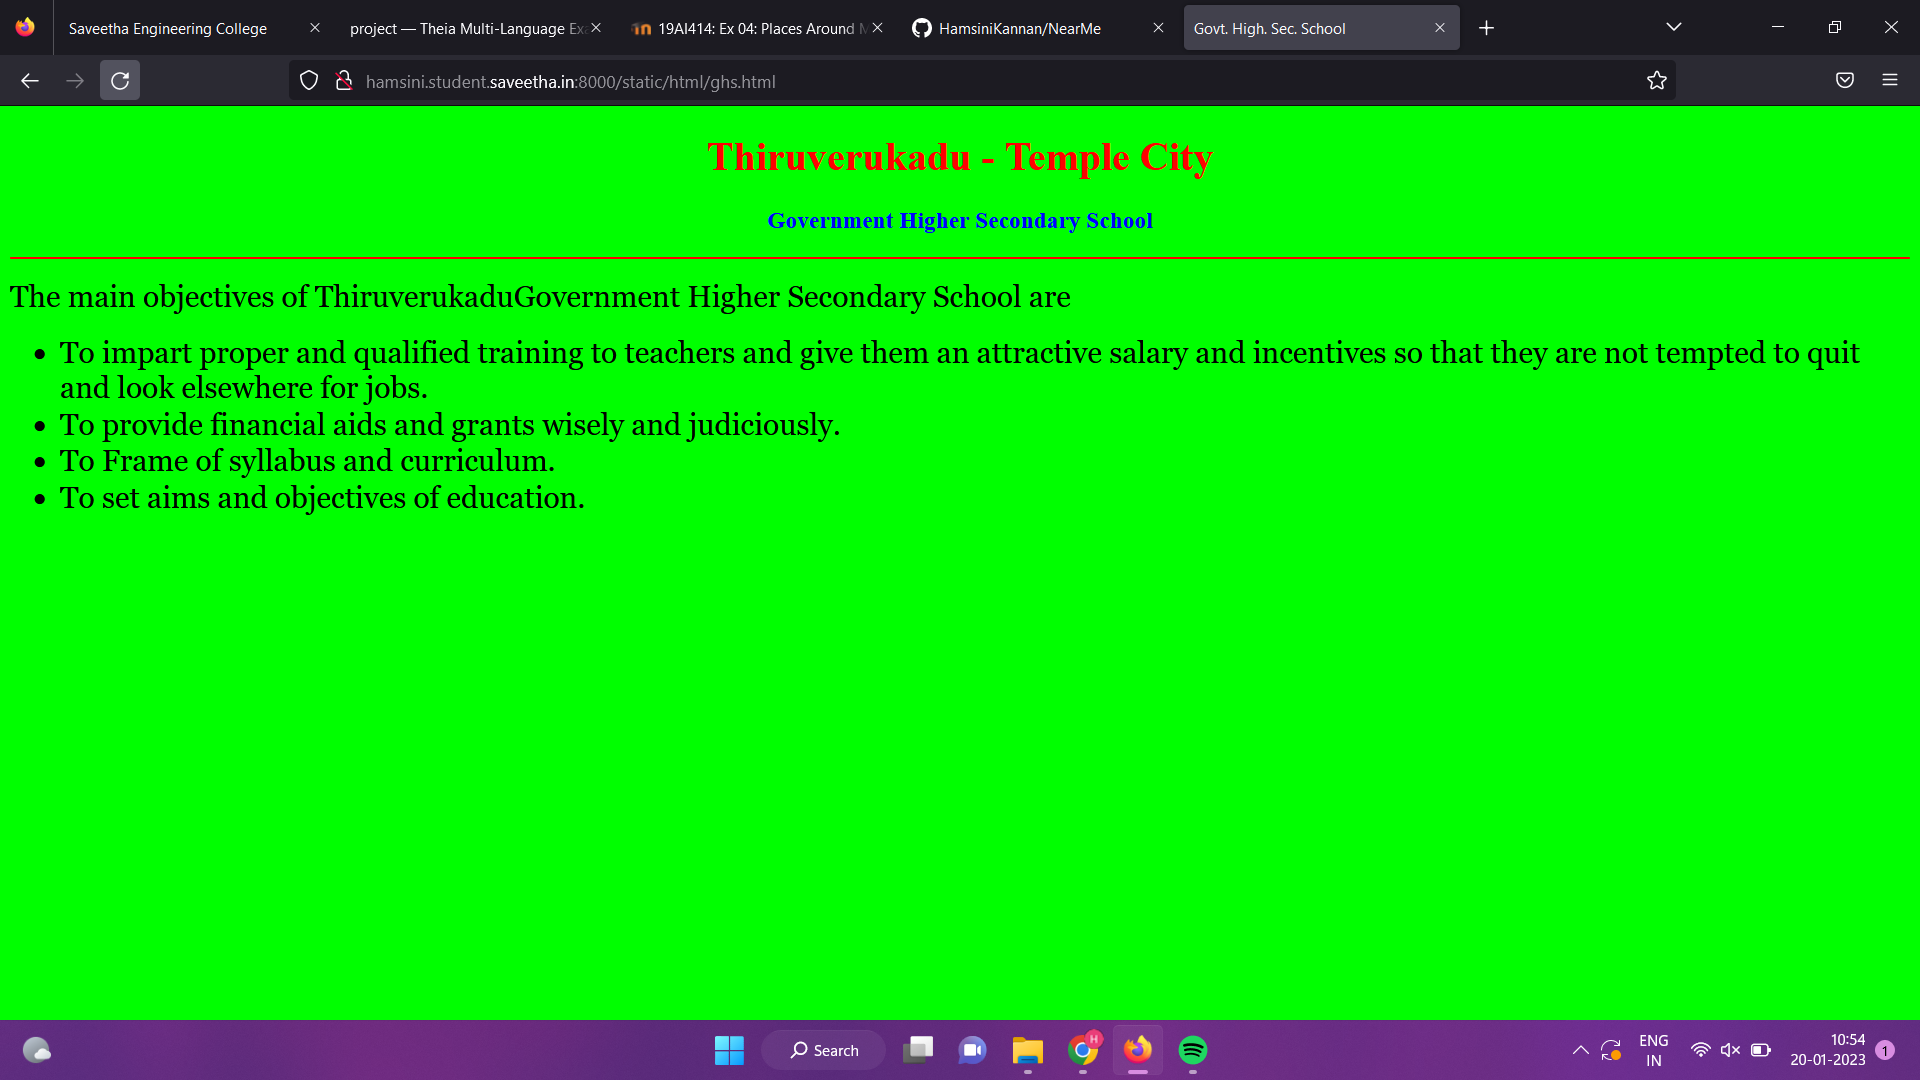 Saveetha Engineering College
project — Theia Multi-Language Ex
19AI414: Ex 04: Places Around M
HamsiniKannan/NearMe
Govt. High. Sec. School
hamsini.student.saveetha.in:8000/static/html/ghs.html
Thiruverukadu - Temple City
Government Higher Secondary School
The main objectives of ThiruverukaduGovernment Higher Secondary School are
• To impart proper and qualified training to teachers and give them an attractive salary and incentives so that they are not tempted to quit
and look elsewhere for jobs.
• To provide financial aids and grants wisely and judiciously.
• To Frame of syllabus and curriculum.
• To set aims and objectives of education.
Search
H
ENG
IN
10:54
20-01-2023
1